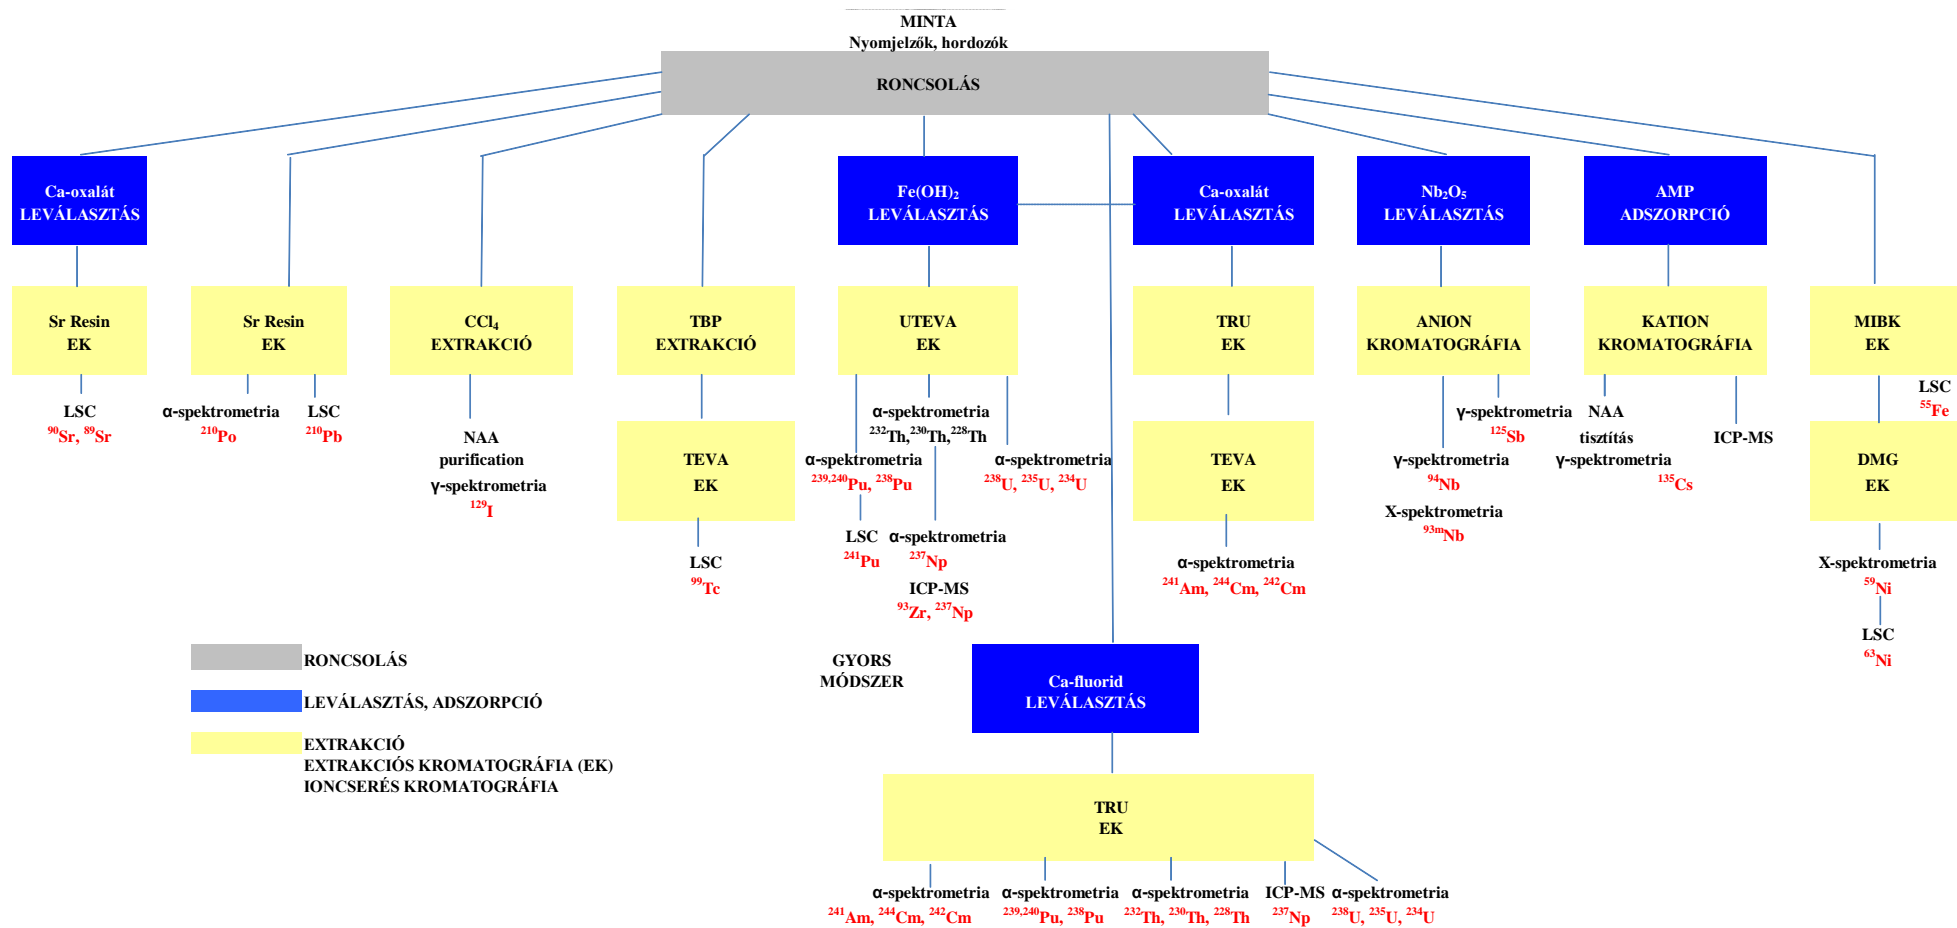 MINTA
Nyomjelzők, hordozók
RONCSOLÁS
Ca-oxalát
LEVÁLASZTÁS
Fe(OH)₂
LEVÁLASZTÁS
Ca-oxalát
LEVÁLASZTÁS
Nb₂O₅
LEVÁLASZTÁS
AMP
ADSZORPCIÓ
Sr Resin
EK
Sr Resin
EK
CCl₄
EXTRAKCIÓ
TBP
EXTRAKCIÓ
UTEVA
EK
TRU
EK
ANION
KROMATOGRÁFIA
KATION
KROMATOGRÁFIA
MIBK
EK
LSC
⁹⁰Sr, ⁸⁹Sr
α-spektrometria
²¹⁰Po
LSC
²¹⁰Pb
NAA
purification
γ-spektrometria
¹²⁹I
TEVA
EK
LSC
⁹⁹Tc
α-spektrometria
²³²Th,²³⁰Th,²²⁸Th
α-spektrometria
²³⁹,²⁴⁰Pu, ²³⁸Pu
α-spektrometria
²³⁸U, ²³⁵U, ²³⁴U
LSC
²⁴¹Pu
α-spektrometria
²³⁷Np
ICP-MS
⁹³Zr, ²³⁷Np
TEVA
EK
α-spektrometria
²⁴¹Am, ²⁴⁴Cm, ²⁴²Cm
γ-spektrometria
¹²⁵Sb
γ-spektrometria
⁹⁴Nb
X-spektrometria
⁹³ᵐNb
NAA
tisztítás
γ-spektrometria
¹³⁵Cs
ICP-MS
LSC
⁵⁵Fe
DMG
EK
X-spektrometria
⁵⁹Ni
LSC
⁶³Ni
RONCSOLÁS
LEVÁLASZTÁS, ADSZORPCIÓ
EXTRAKCIÓ
EXTRAKCIÓS KROMATOGRÁFIA (EK)
IONCSERÉS KROMATOGRÁFIA
GYORS
MÓDSZER
Ca-fluorid
LEVÁLASZTÁS
TRU
EK
α-spektrometria
²⁴¹Am, ²⁴⁴Cm, ²⁴²Cm
α-spektrometria
²³⁹,²⁴⁰Pu, ²³⁸Pu
α-spektrometria
²³²Th, ²³⁰Th, ²²⁸Th
ICP-MS
²³⁷Np
α-spektrometria
²³⁸U, ²³⁵U, ²³⁴U